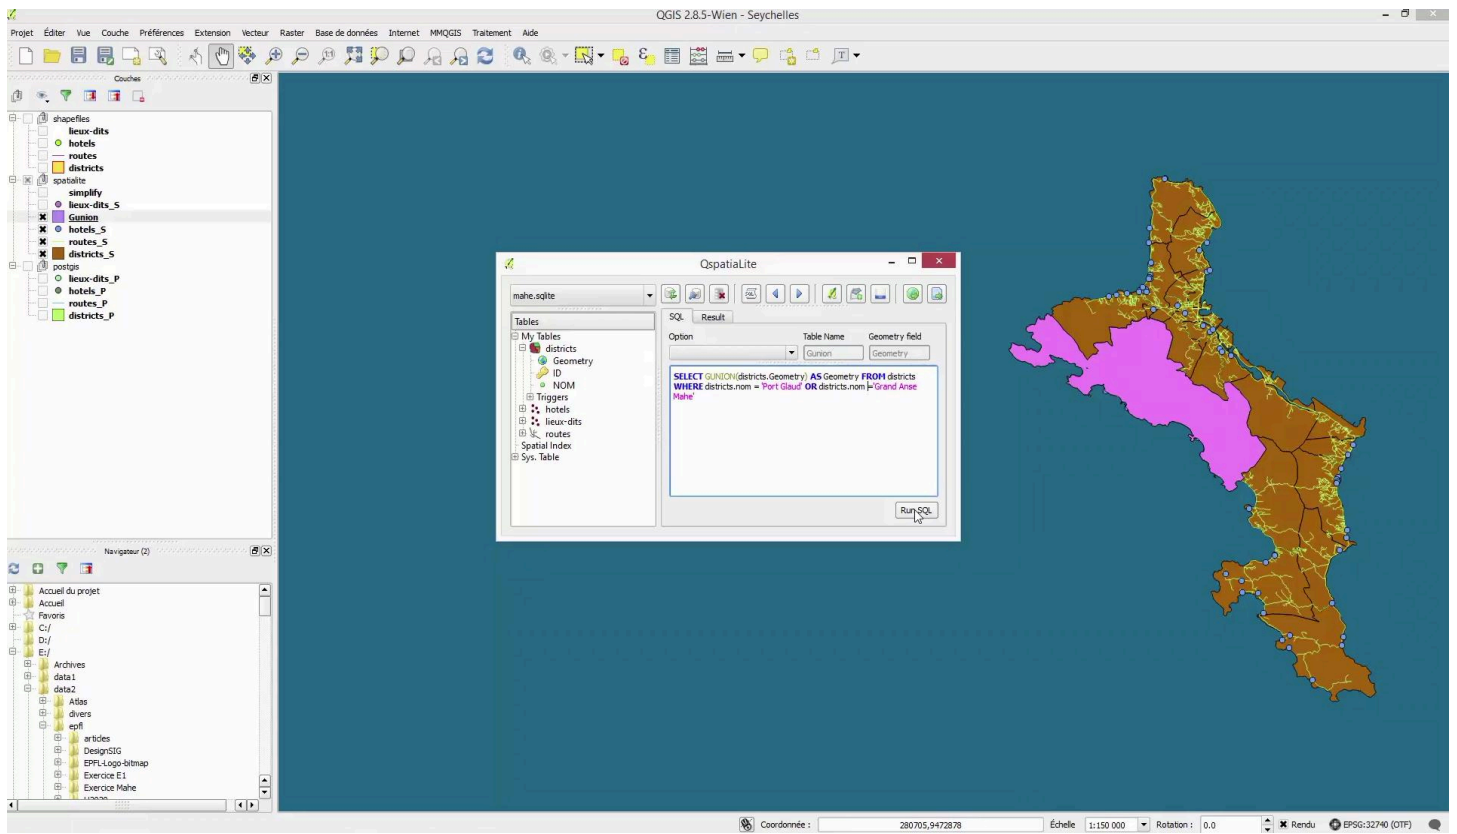 QGIS 2.8.5-Wien - Seychelles
Projet Éditer Vue Couche Préférences Extension Vecteur Raster Base de données Internet MMQGIS Traitement Aide
Couches
shapefiles
lieux-dits
hotels
routes
districts
spatialite
simplify
lieux-dits_S
Gunion
hotels_S
routes_S
districts_S
postgis
lieux-dits_P
hotels_P
routes_P
districts_P
QspatiaLite
mahe.sqlite
Tables
My Tables
districts
Geometry
ID
NOM
Triggers
hotels
lieux-dits
routes
Spatial Index
Sys. Table
SQL Result
Option Table Name Geometry field
Gunion Geometry
SELECT GUNION(districts.Geometry) AS Geometry FROM districts
WHERE districts.nom = 'Port Glaud' OR districts.nom ='Grand Anse
Mahe'
Run SQL
Navigateur (2)
Accueil du projet
Accueil
Favoris
C:/
D:/
E:/
Archives
data1
data2
Atlas
divers
epfl
articles
DesignSIG
EPFL-Logo-bitmap
Exercice E1
Exercice Mahe
Coordonnée : 280705,9472878 Échelle 1:150 000 Rotation : 0.0 Rendu EPSG:32740 (OTF)